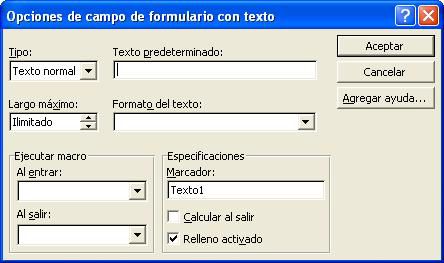 Opciones de campo de formulario con texto
Tipo:
Texto predeterminado:
Texto normal
Aceptar
Cancelar
Agregar ayuda...
Largo máximo:
Formato del texto:
Ilimitado
Ejecutar macro
Al entrar:
Al salir:
Especificaciones
Marcador:
Texto1
Calcular al salir
Relleno activado